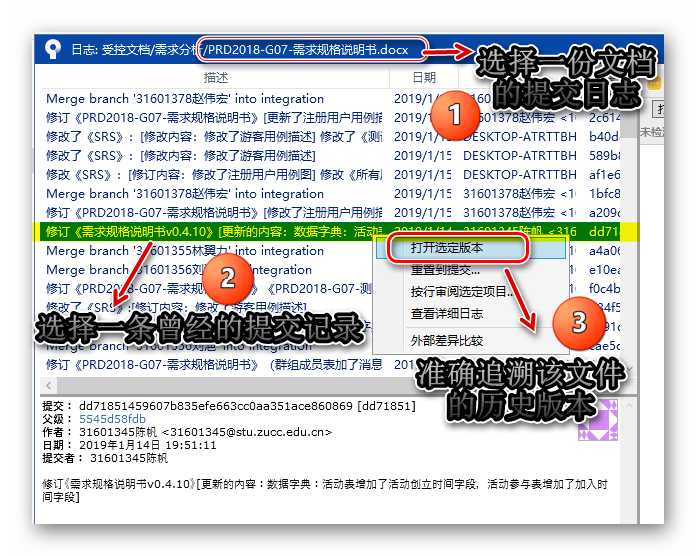 日志: 受控文档/需求分析/PRD2018-G07-需求规格说明书.docx
选择一份文档
的提交日志
描述
日期
1
Merge branch '31601378赵伟宏' into integration 2019/1/
修订《PRD2018-G07-需求规格说明书》[更新了注册用户用例描 2019/1/ 2c614
修改了《SRS》: [修改内容：修改了游客用例描述] 修改了《测 2019/1/15 DESKTOP-ATRTTBH b40d
修改了《SRS》: [修改内容：修改了游客用例描述] 2019/1/15 DESKTOP-ATRTTBH 589b8
修改《SRS》: [修订内容：修改了注册用户用例图] 修改《所有 2019/1/15 DESKTOP-ATRTTBH af1e6
Merge branch '31601378赵伟宏' into integration 2019/1/15 31601378赵伟宏 <1 1bfc8
修订《PRD2018-G07-需求规格说明书》[修改了注册用户用例描 2019/1/15 31601378赵伟宏 <1 a209c
修订《需求规格说明书v0.4.10》[更新的内容：数据字典：活动 2019/1/14 31601345陈帆 <316 dd71
Merge branch '31601355林翼力' into integration a4a06
Merge branch '31601356刘 e10ea
修订《PRD2018-G07-需求规格说明书》《PRD2018-G07-测 f0c4b
修改了《SRS》: [修订内容：修改了游客用例描述]
打开选定版本
重置到提交...
按行审阅选定项目...
查看详细日志
外部差异比较
2
3
选择一条曾经的提交记录
Merge branch '31601356刘 into integration
修订《PRD2018-G07-需求规格说明书》 (群组成员表加了消息
准确追溯该文件
的历史版本
提交： dd71851459607b835efe663cc0aa351ace860869 [dd71851]
父级： 5545d58fdb
作者： 31601345陈帆 <31601345@stu.zucc.edu.cn>
日期： 2019年1月14日 19:51:11
提交者： 31601345陈帆
修订《需求规格说明书v0.4.10》[更新的内容：数据字典：活动表增加了活动创立时间字段, 活动参与表增加了加入时
间字段]